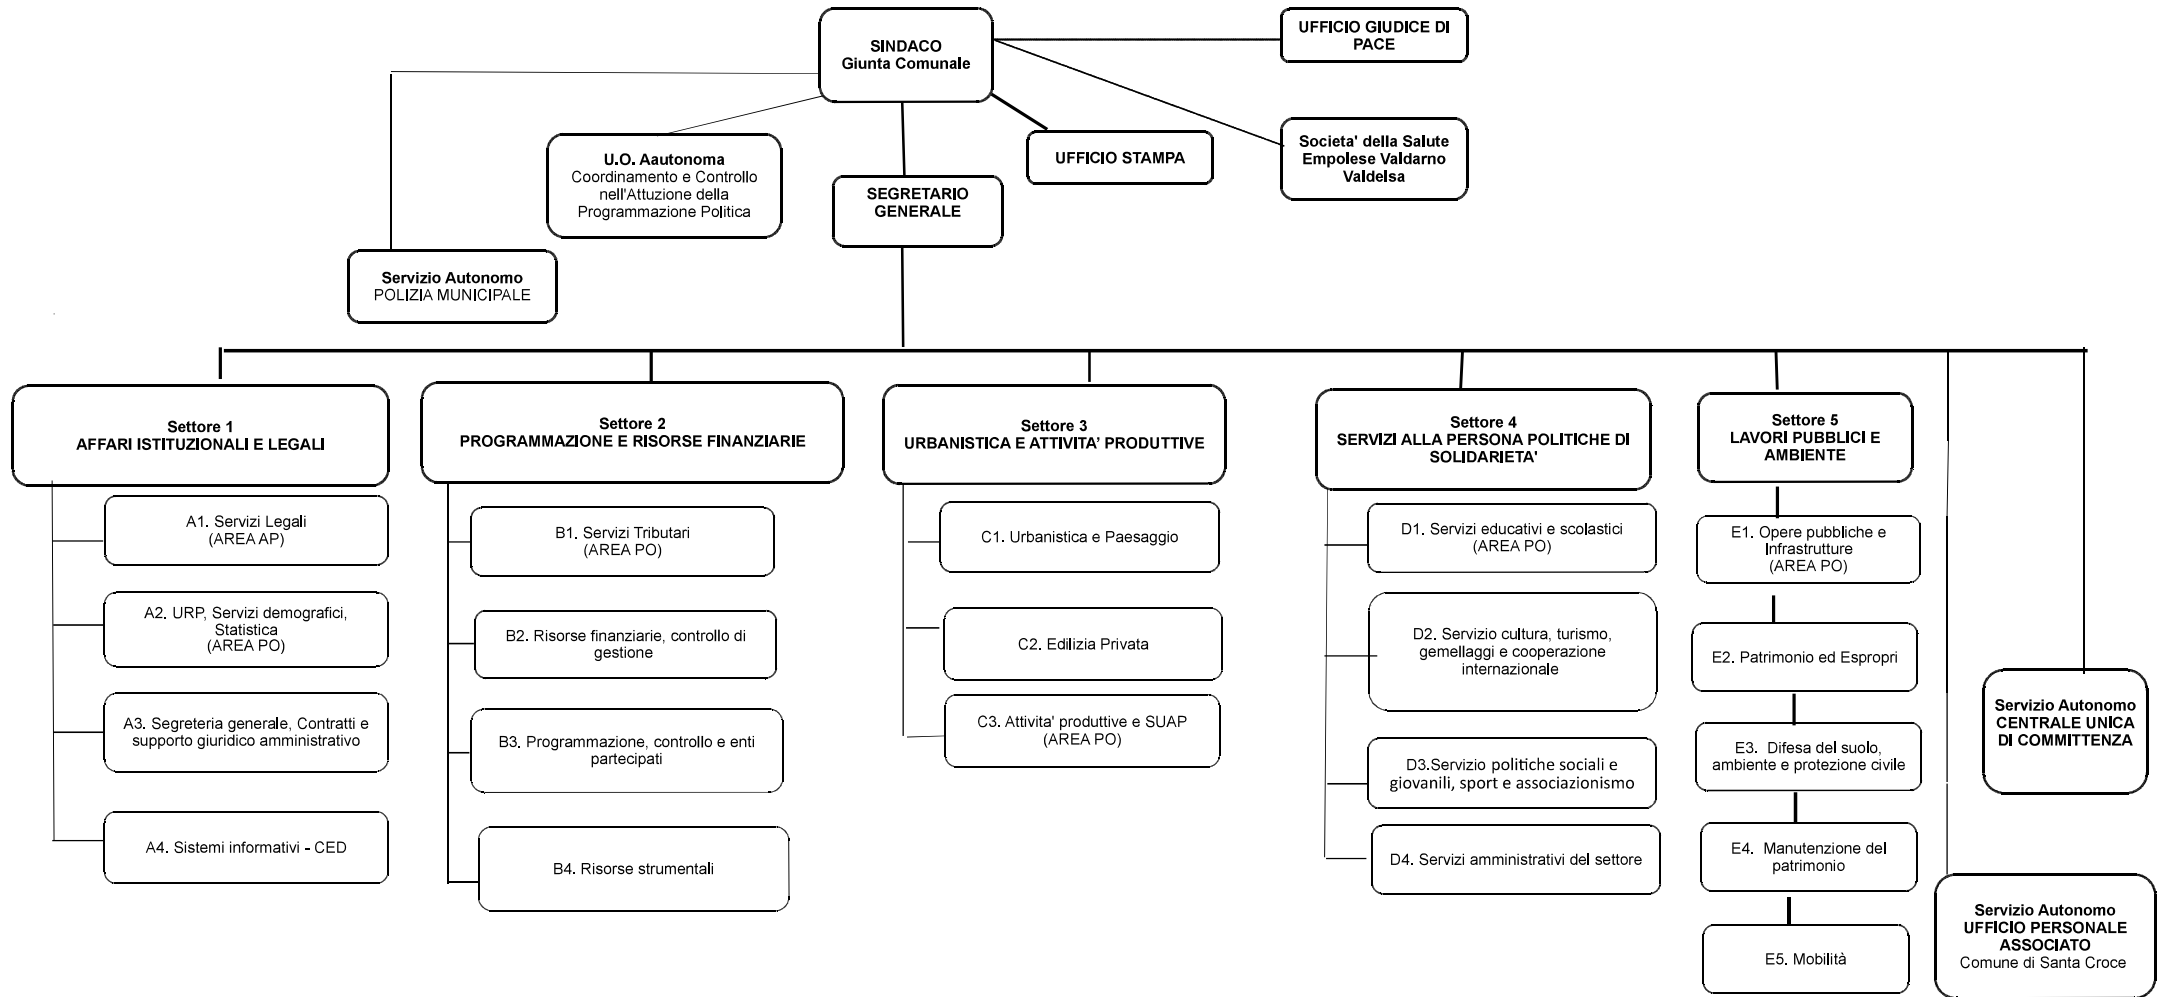 SINDACO
Giunta Comunale
UFFICIO GIUDICE DI
PACE
U.O. Aautonoma
Coordinamento e Controllo
nell'Attuzione della
Programmazione Politica
UFFICIO STAMPA
Societa' della Salute
Empolese Valdarno
Valdelsa
SEGRETARIO
GENERALE
Servizio Autonomo
POLIZIA MUNICIPALE
Settore 1
AFFARI ISTITUZIONALI E LEGALI
A1. Servizi Legali
(AREA AP)
A2. URP, Servizi demografici,
Statistica
(AREA PO)
A3. Segreteria generale, Contratti e
supporto giuridico amministrativo
A4. Sistemi informativi - CED
Settore 2
PROGRAMMAZIONE E RISORSE FINANZIARIE
B1. Servizi Tributari
(AREA PO)
B2. Risorse finanziarie, controllo di
gestione
B3. Programmazione, controllo e enti
partecipati
B4. Risorse strumentali
Settore 3
URBANISTICA E ATTIVITA’ PRODUTTIVE
C1. Urbanistica e Paesaggio
C2. Edilizia Privata
C3. Attivita' produttive e SUAP
(AREA PO)
Settore 4
SERVIZI ALLA PERSONA POLITICHE DI
SOLIDARIETA'
D1. Servizi educativi e scolastici
(AREA PO)
D2. Servizio cultura, turismo,
gemellaggi e cooperazione
internazionale
D3.Servizio politiche sociali e
giovanili, sport e associazionismo
D4. Servizi amministrativi del settore
Settore 5
LAVORI PUBBLICI E
AMBIENTE
E1. Opere pubbliche e
Infrastrutture
(AREA PO)
E2. Patrimonio ed Espropri
E3. Difesa del suolo,
ambiente e protezione civile
E4. Manutenzione del
patrimonio
E5. Mobilità
Servizio Autonomo
CENTRALE UNICA
DI COMMITTENZA
Servizio Autonomo
UFFICIO PERSONALE
ASSOCIATO
Comune di Santa Croce